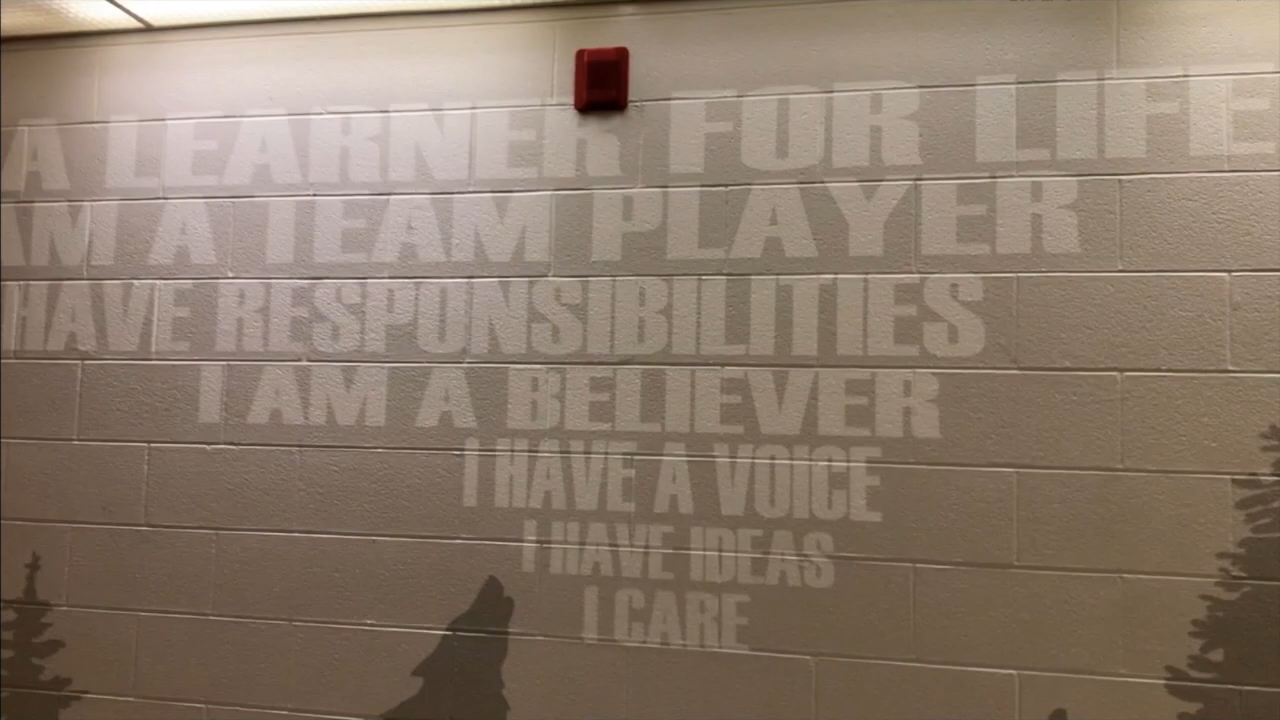 A LEARNER FOR LIFE
AM A TEAM PLAYER
HAVE RESPONSIBILITIES
I AM A BELIEVER
I HAVE A VOICE
I HAVE IDEAS
I CARE